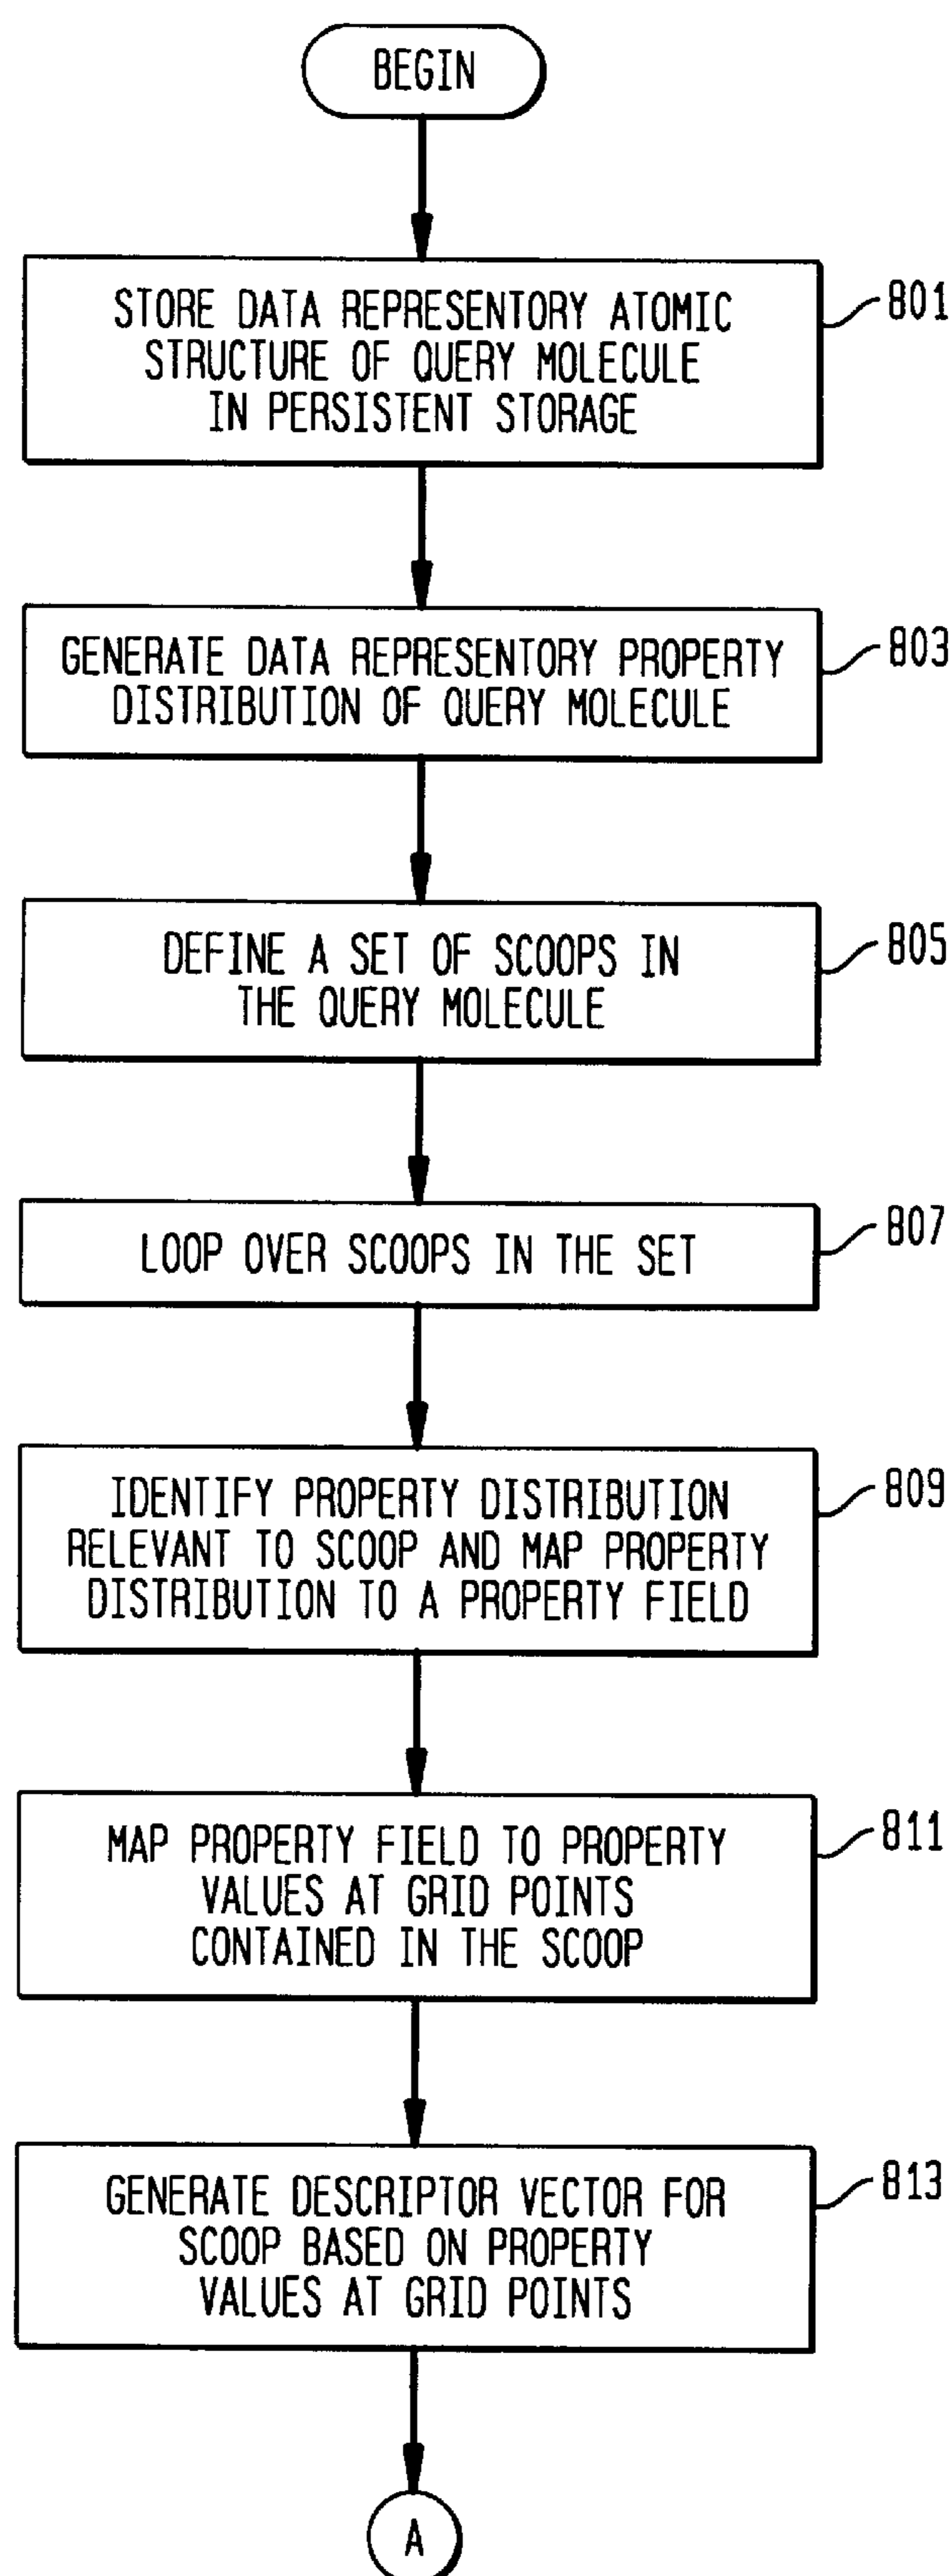 BEGIN
STORE DATA REPRESENTORY ATOMIC
STRUCTURE OF QUERY MOLECULE
IN PERSISTENT STORAGE
801
GENERATE DATA REPRESENTORY PROPERTY
DISTRIBUTION OF QUERY MOLECULE
803
DEFINE A SET OF SCOOPS IN
THE QUERY MOLECULE
805
LOOP OVER SCOOPS IN THE SET
807
IDENTIFY PROPERTY DISTRIBUTION
RELEVANT TO SCOOP AND MAP PROPERTY
DISTRIBUTION TO A PROPERTY FIELD
809
MAP PROPERTY FIELD TO PROPERTY
VALUES AT GRID POINTS
CONTAINED IN THE SCOOP
811
GENERATE DESCRIPTOR VECTOR FOR
SCOOP BASED ON PROPERTY
VALUES AT GRID POINTS
813
A